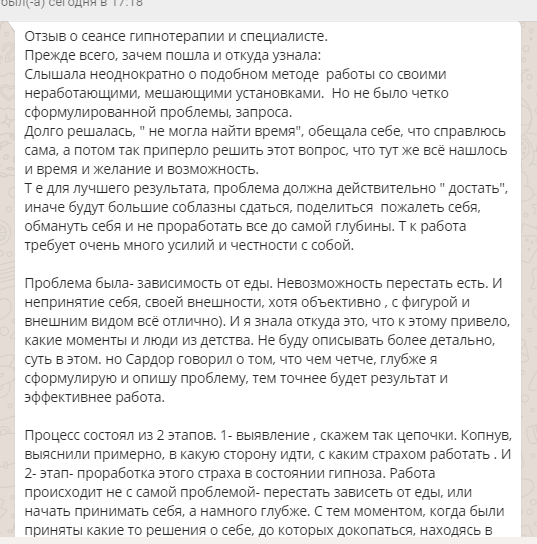 был(-а) сегодня в 17:18
Отзыв о сеансе гипнотерапии и специалисте.
Прежде всего, зачем пошла и откуда узнала:
Слышала неоднократно о подобном методе  работы со своими
неработающими, мешающими установками.  Но не было четко
сформулированной проблемы, запроса.
Долго решалась, " не могла найти время", обещала себе, что справлюсь
сама, а потом так приперло решить этот вопрос, что тут же всё нашлось
и время и желание и возможность.
Т е для лучшего результата, проблема должна действительно " достать",
иначе будут большие соблазны сдаться, поделиться  пожалеть себя,
обмануть себя и не проработать все до самой глубины. Т к работа
требует очень много усилий и честности с собой.

Проблема была- зависимость от еды. Невозможность перестать есть. И
непринятие себя, своей внешности, хотя объективно , с фигурой и
внешним видом всё отлично). И я знала откуда это, что к этому привело,
какие моменты и люди из детства. Не буду описывать более детально,
суть в этом. но Сардор говорил о том, что чем четче, глубже я
сформулирую и опишу проблему, тем точнее будет результат и
эффективнее работа.

Процесс состоял из 2 этапов. 1- выявление , скажем так цепочки. Копнув,
выяснили примерно, в какую сторону идти, с каким страхом работать . И
2- этап- проработка этого страха в состоянии гипноза. Работа
происходит не с самой проблемой- перестать зависеть от еды, или
начать принимать себя, а намного глубже. С тем моментом, когда были
приняты какие то решения о себе, до которых докопаться, находясь в